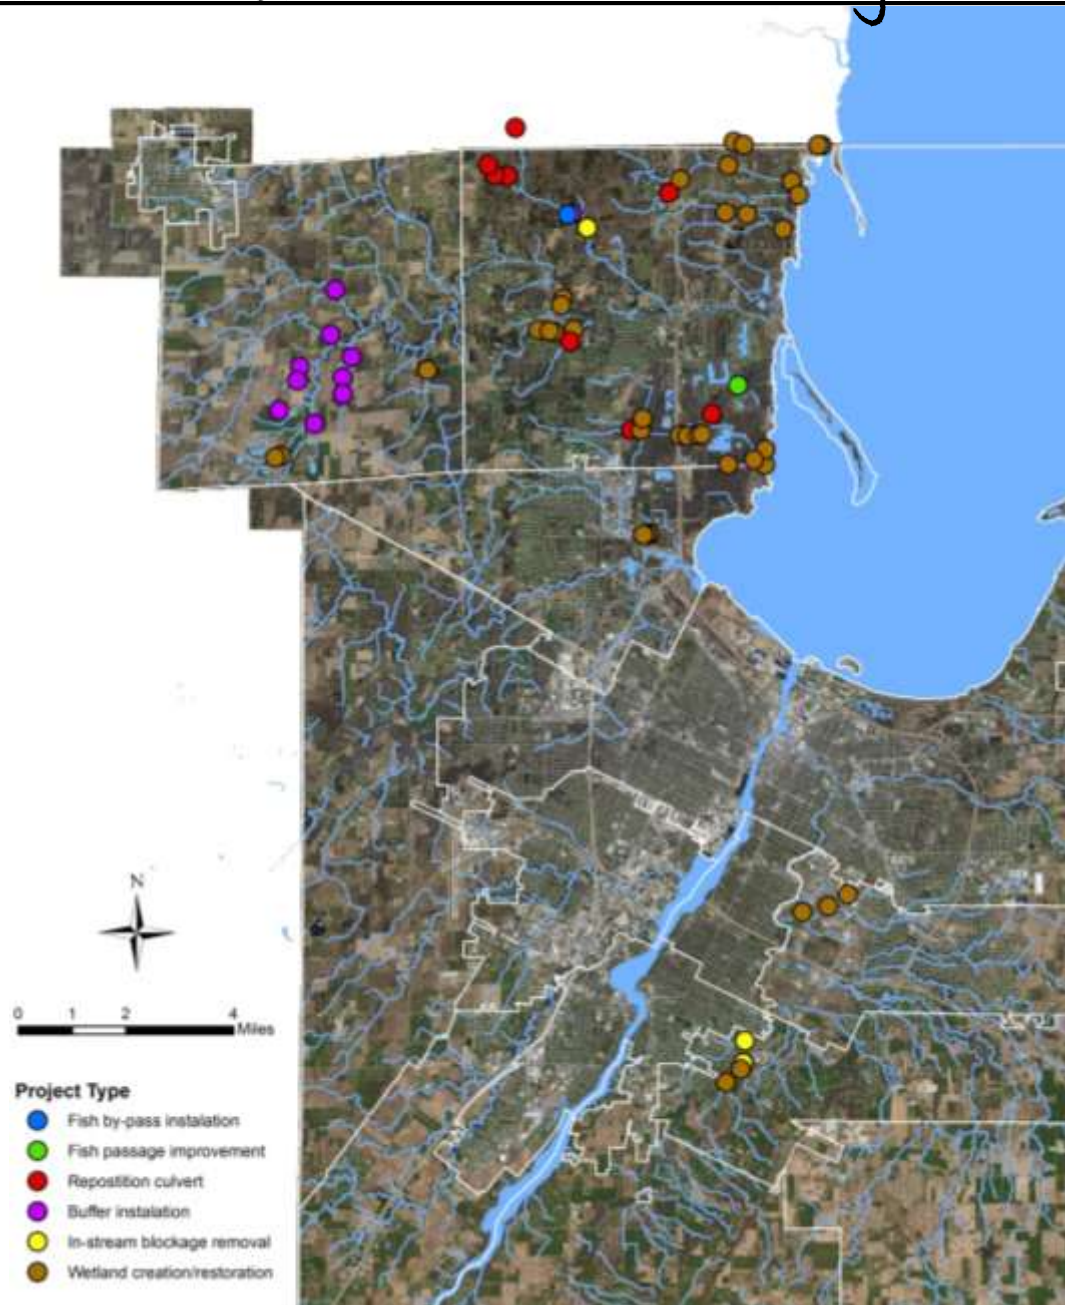 N
0 1 2 4
Miles
Project Type
Fish by-pass instalation
Fish passage improvement
Repostition culvert
Buffer instalation
In-stream blockage removal
Wetland creation/restoration